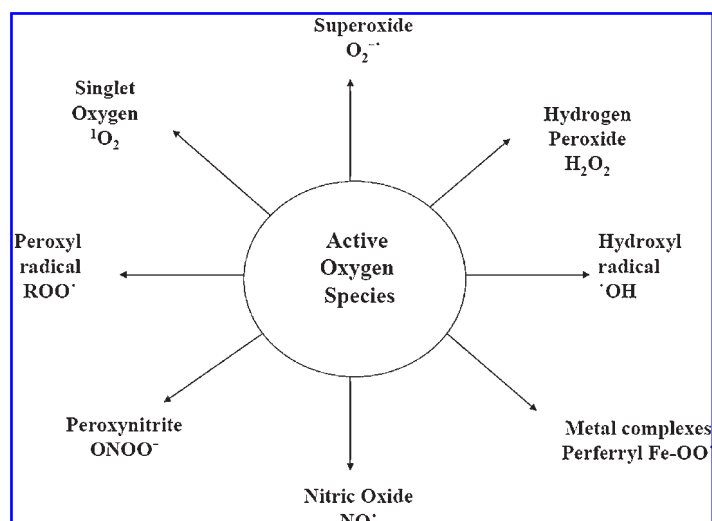 Superoxide
O₂⁻˙
Singlet
Oxygen
¹O₂
Hydrogen
Peroxide
H₂O₂
Peroxyl
radical
ROO˙
Active
Oxygen
Species
Hydroxyl
radical
˙OH
Peroxynitrite
ONOO⁻
Metal complexes
Perferryl Fe-OO˙
Nitric Oxide
NO˙